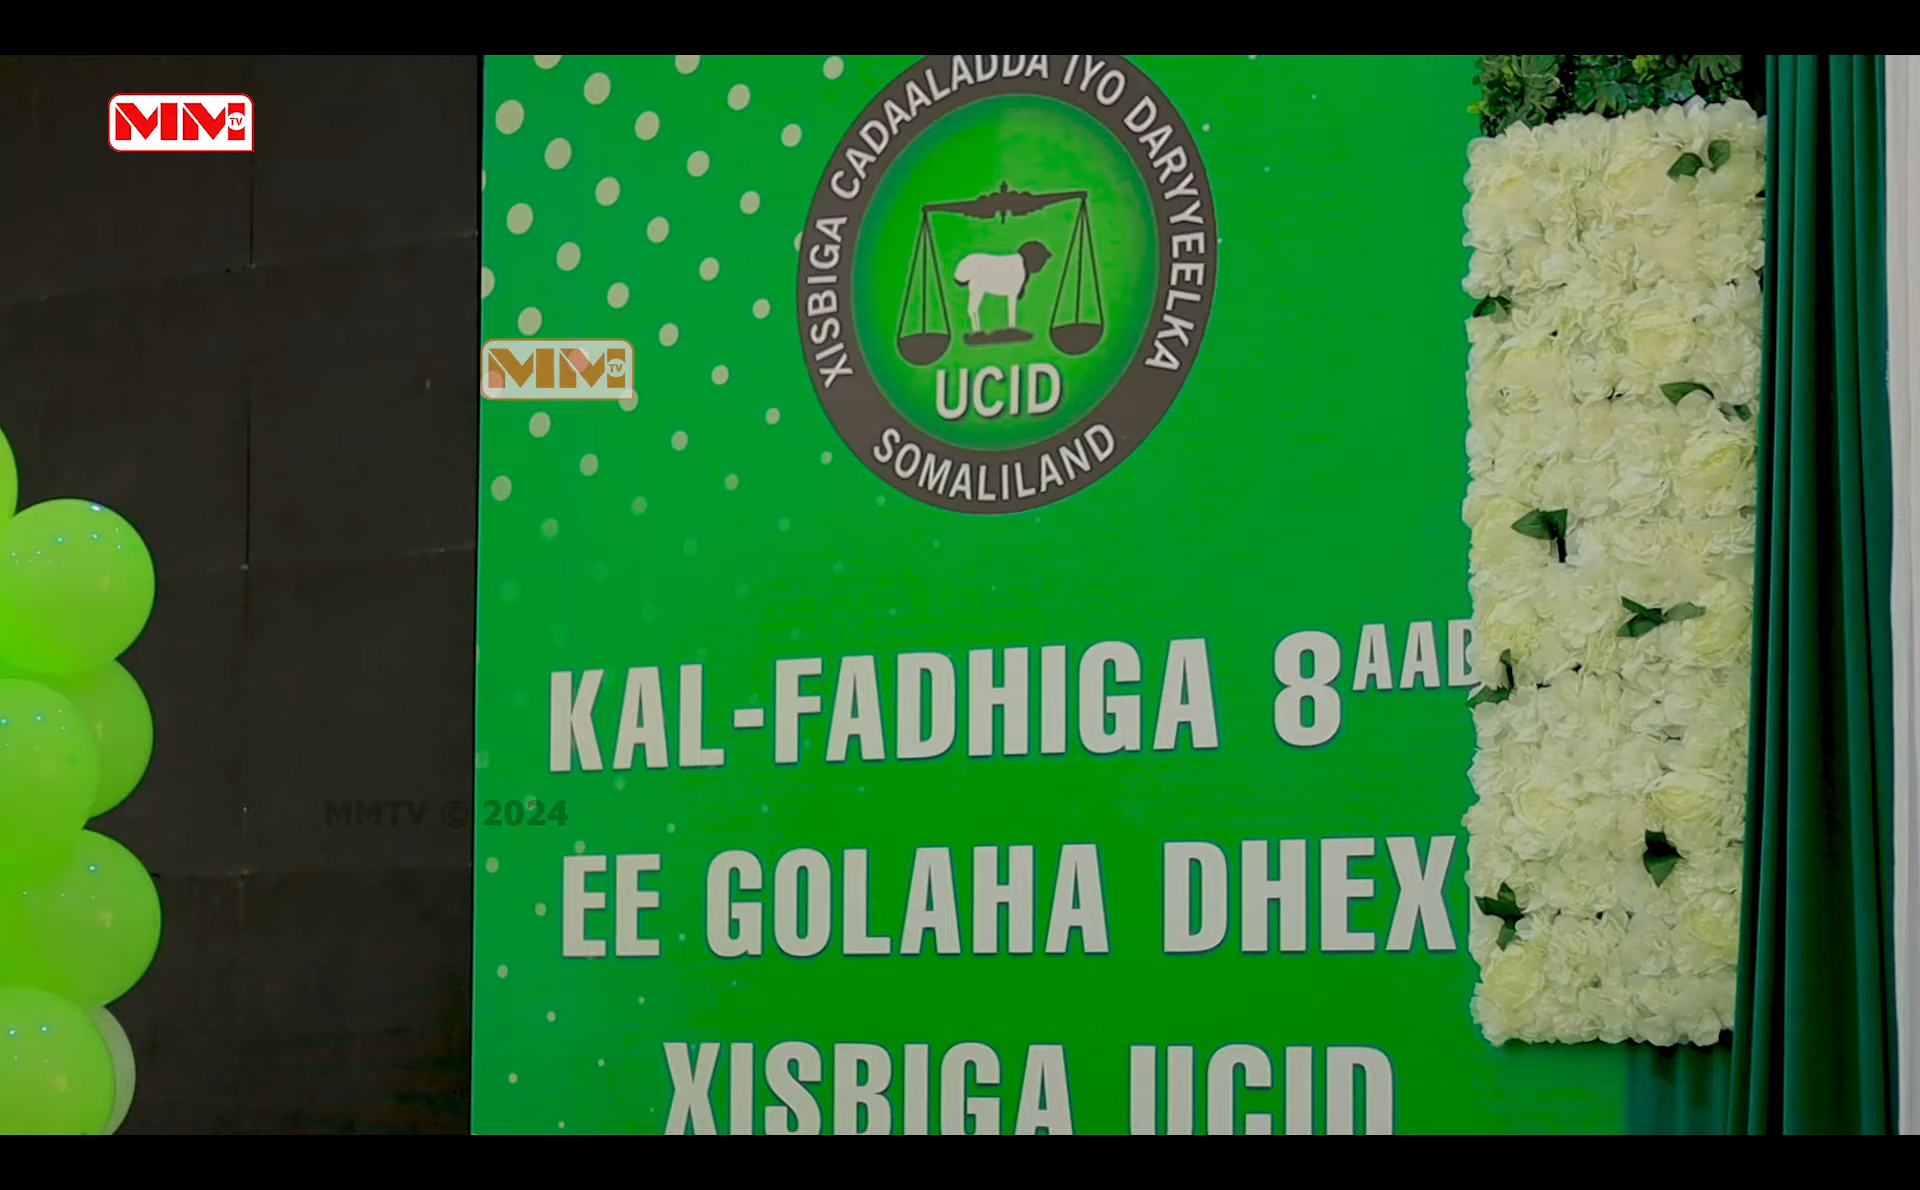 MM TV
XISBIGA CADAALADDA IYO DARYYEELKA
MM TV
UCID
SOMALILAND
KAL-FADHIGA 8AAD
MMTV © 2024
EE GOLAHA DHEX
XISBIGA UCID